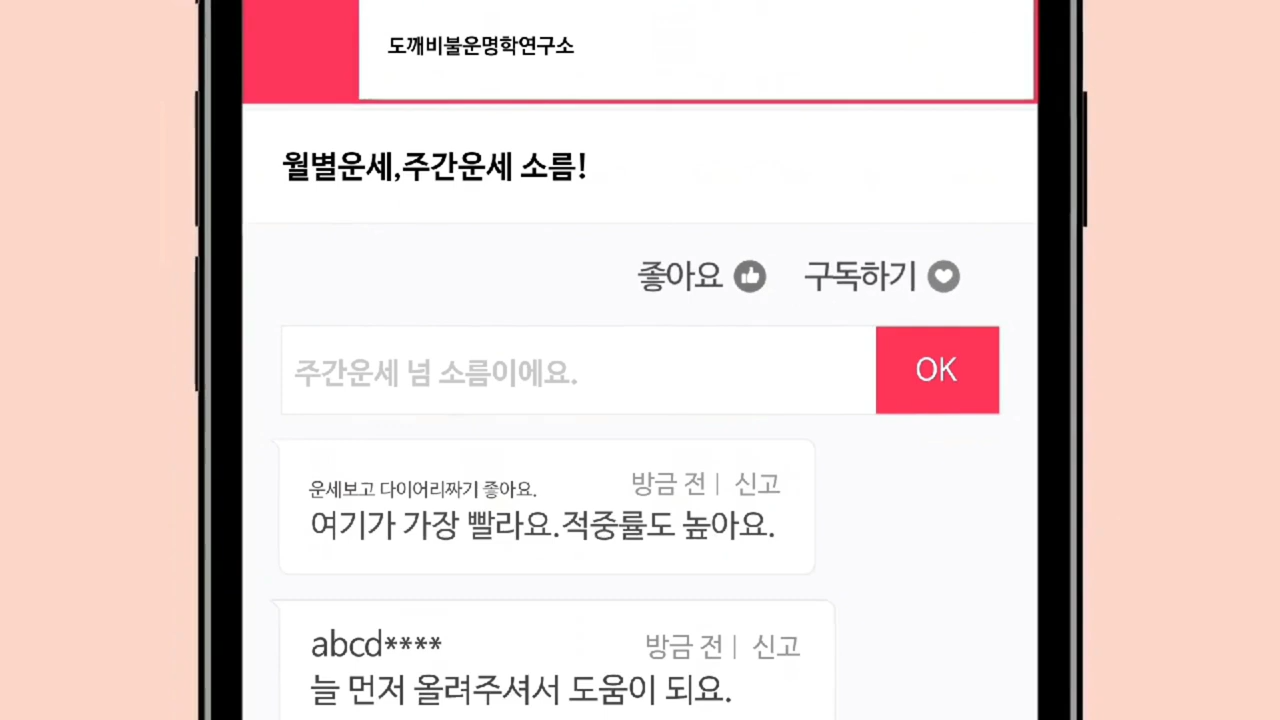 도깨비불운명학연구소
월별운세,주간운세 소름!
좋아요 구독하기
주간운세 넘 소름이에요.
OK
운세보고 다이어리짜기 좋아요. 방금 전 | 신고
여기가 가장 빨라요.적중률도 높아요.
abcd**** 방금 전 | 신고
늘 먼저 올려주셔서 도움이 되요.